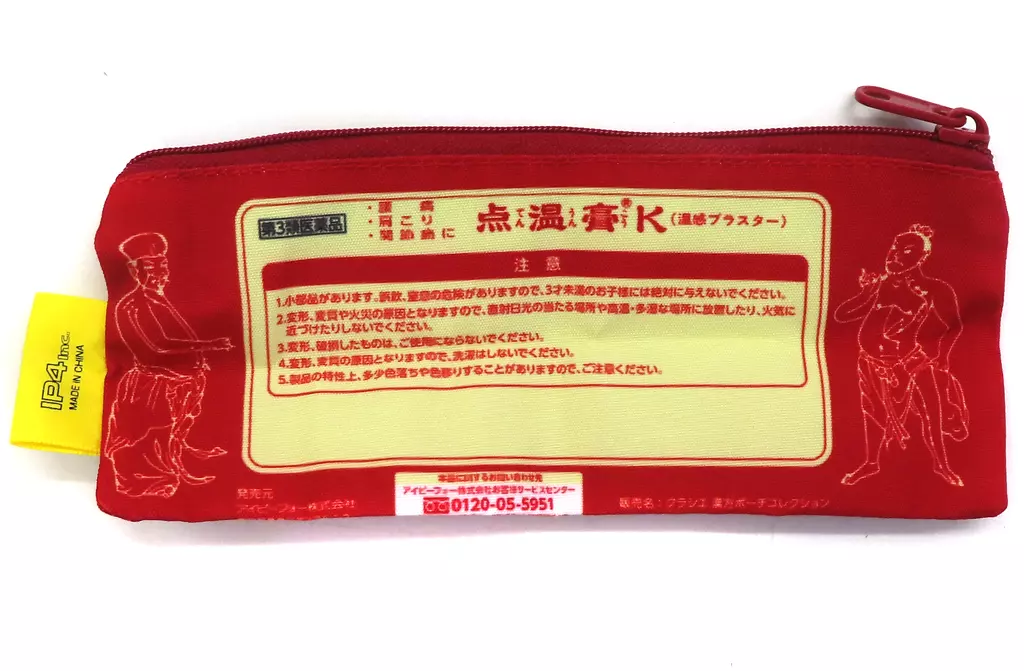 第3類医薬品
・腰 痛
・肩 こり
・関節痛に
点温膏®K(温感プラスター)
てん おん こう
注 意
1.小部品があります。誤飲、窒息の危険がありますので、3才未満のお子様には絶対に与えないでください。
2.変形、変質や火災の原因となりますので、直射日光の当たる場所や高温・多湿な場所に放置したり、火気に
近づけたりしないでください。
3.変形、破損したものは、ご使用にならないでください。
4.変形、変質の原因となりますので、洗濯はしないでください。
5.製品の特性上、多少色落ちや色移りすることがありますので、ご注意ください。
IP4 Inc.
MADE IN CHINA
発売元
アイピーフォー株式会社
本品に関するお問い合わせ先
アイピーフォー株式会社お客様サービスセンター
0120-05-5951
販売名:クラシエ 漢方ポーチコレクション